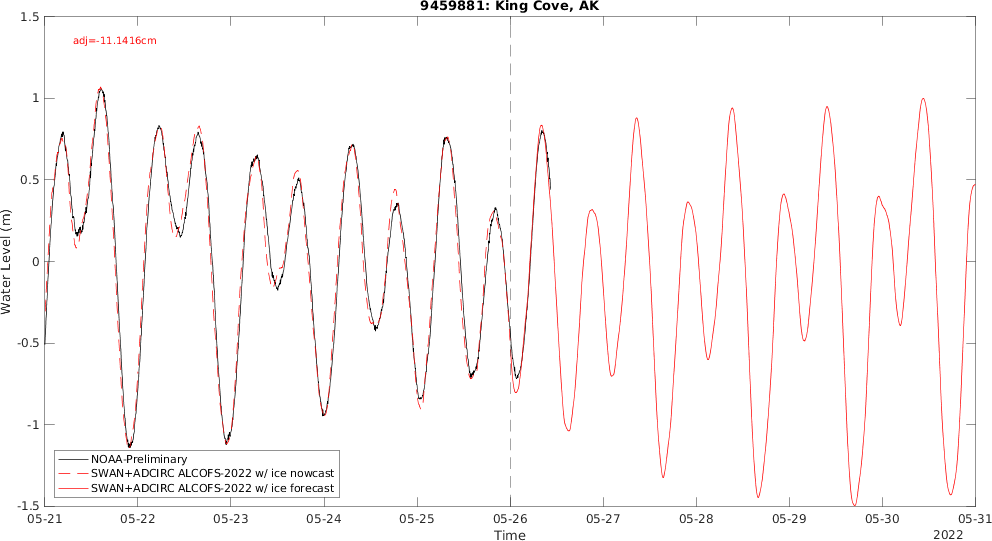 9459881: King Cove, AK
1.5
adj=-11.1416cm
1
0.5
0
-0.5
-1
-1.5
Water Level (m)
NOAA-Preliminary
SWAN+ADCIRC ALCOFS-2022 w/ ice nowcast
SWAN+ADCIRC ALCOFS-2022 w/ ice forecast
05-21 05-22 05-23 05-24 05-25 05-26 05-27 05-28 05-29 05-30 05-31
Time
2022